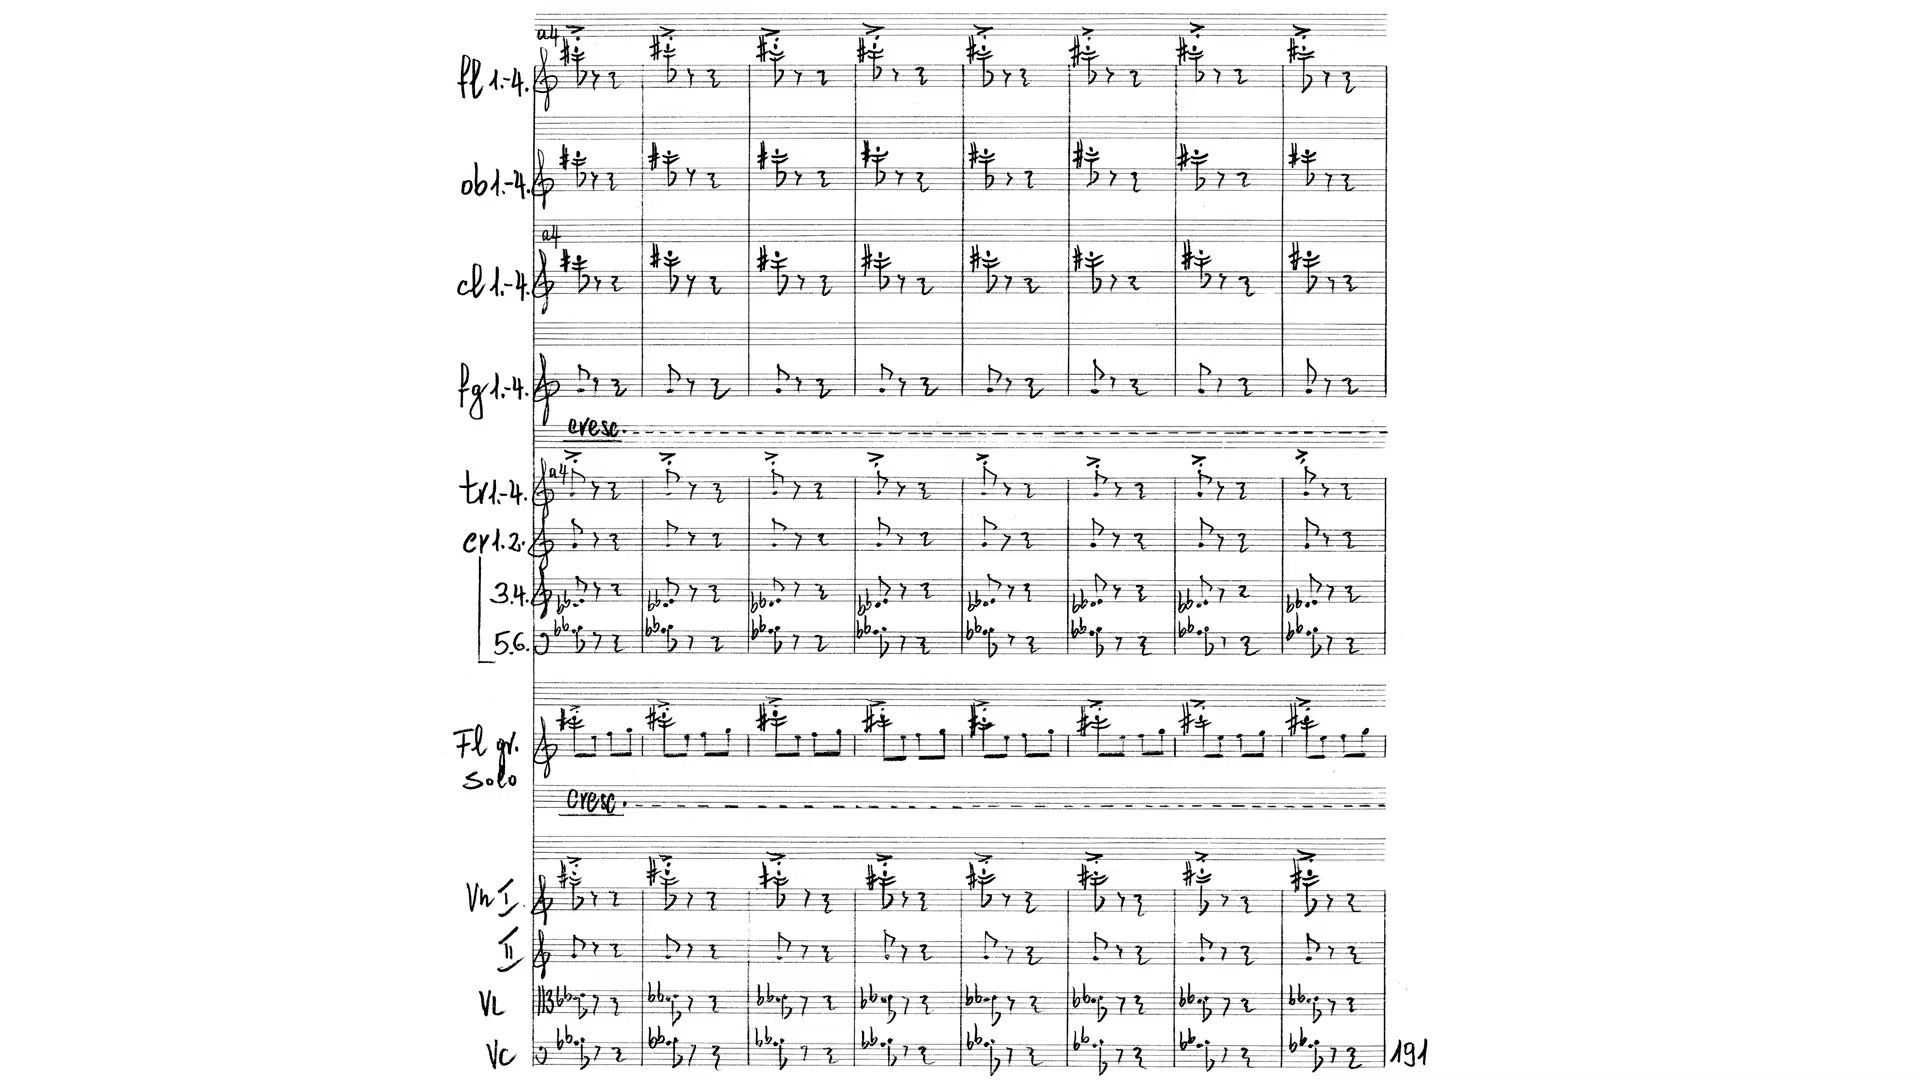 a4
fl 1.-4.
ob 1.-4.
a4
cl 1.-4.
fg 1.-4.
cresc.
a4
tr 1.-4.
cr 1.2.
3.4.
5.6.
Fl gr.
solo
cresc.
Vn I.
II
VL
VC
191